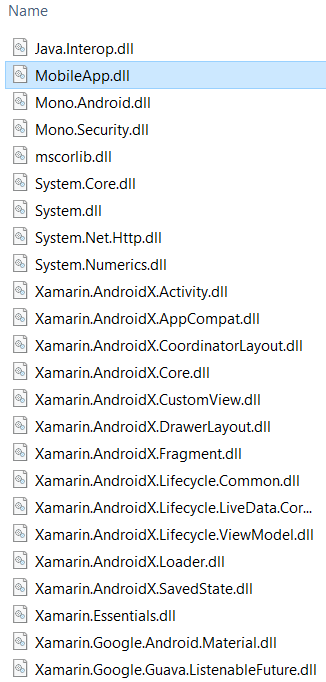 Name
Java.Interop.dll
MobileApp.dll
Mono.Android.dll
Mono.Security.dll
mscorlib.dll
System.Core.dll
System.dll
System.Net.Http.dll
System.Numerics.dll
Xamarin.AndroidX.Activity.dll
Xamarin.AndroidX.AppCompat.dll
Xamarin.AndroidX.CoordinatorLayout.dll
Xamarin.AndroidX.Core.dll
Xamarin.AndroidX.CustomView.dll
Xamarin.AndroidX.DrawerLayout.dll
Xamarin.AndroidX.Fragment.dll
Xamarin.AndroidX.Lifecycle.Common.dll
Xamarin.AndroidX.Lifecycle.LiveData.Cor...
Xamarin.AndroidX.Lifecycle.ViewModel.dll
Xamarin.AndroidX.Loader.dll
Xamarin.AndroidX.SavedState.dll
Xamarin.Essentials.dll
Xamarin.Google.Android.Material.dll
Xamarin.Google.Guava.ListenableFuture.dll